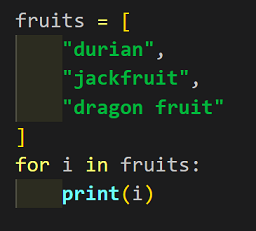 fruits = [
    "durian",
    "jackfruit",
    "dragon fruit"
]
for i in fruits:
    print(i)